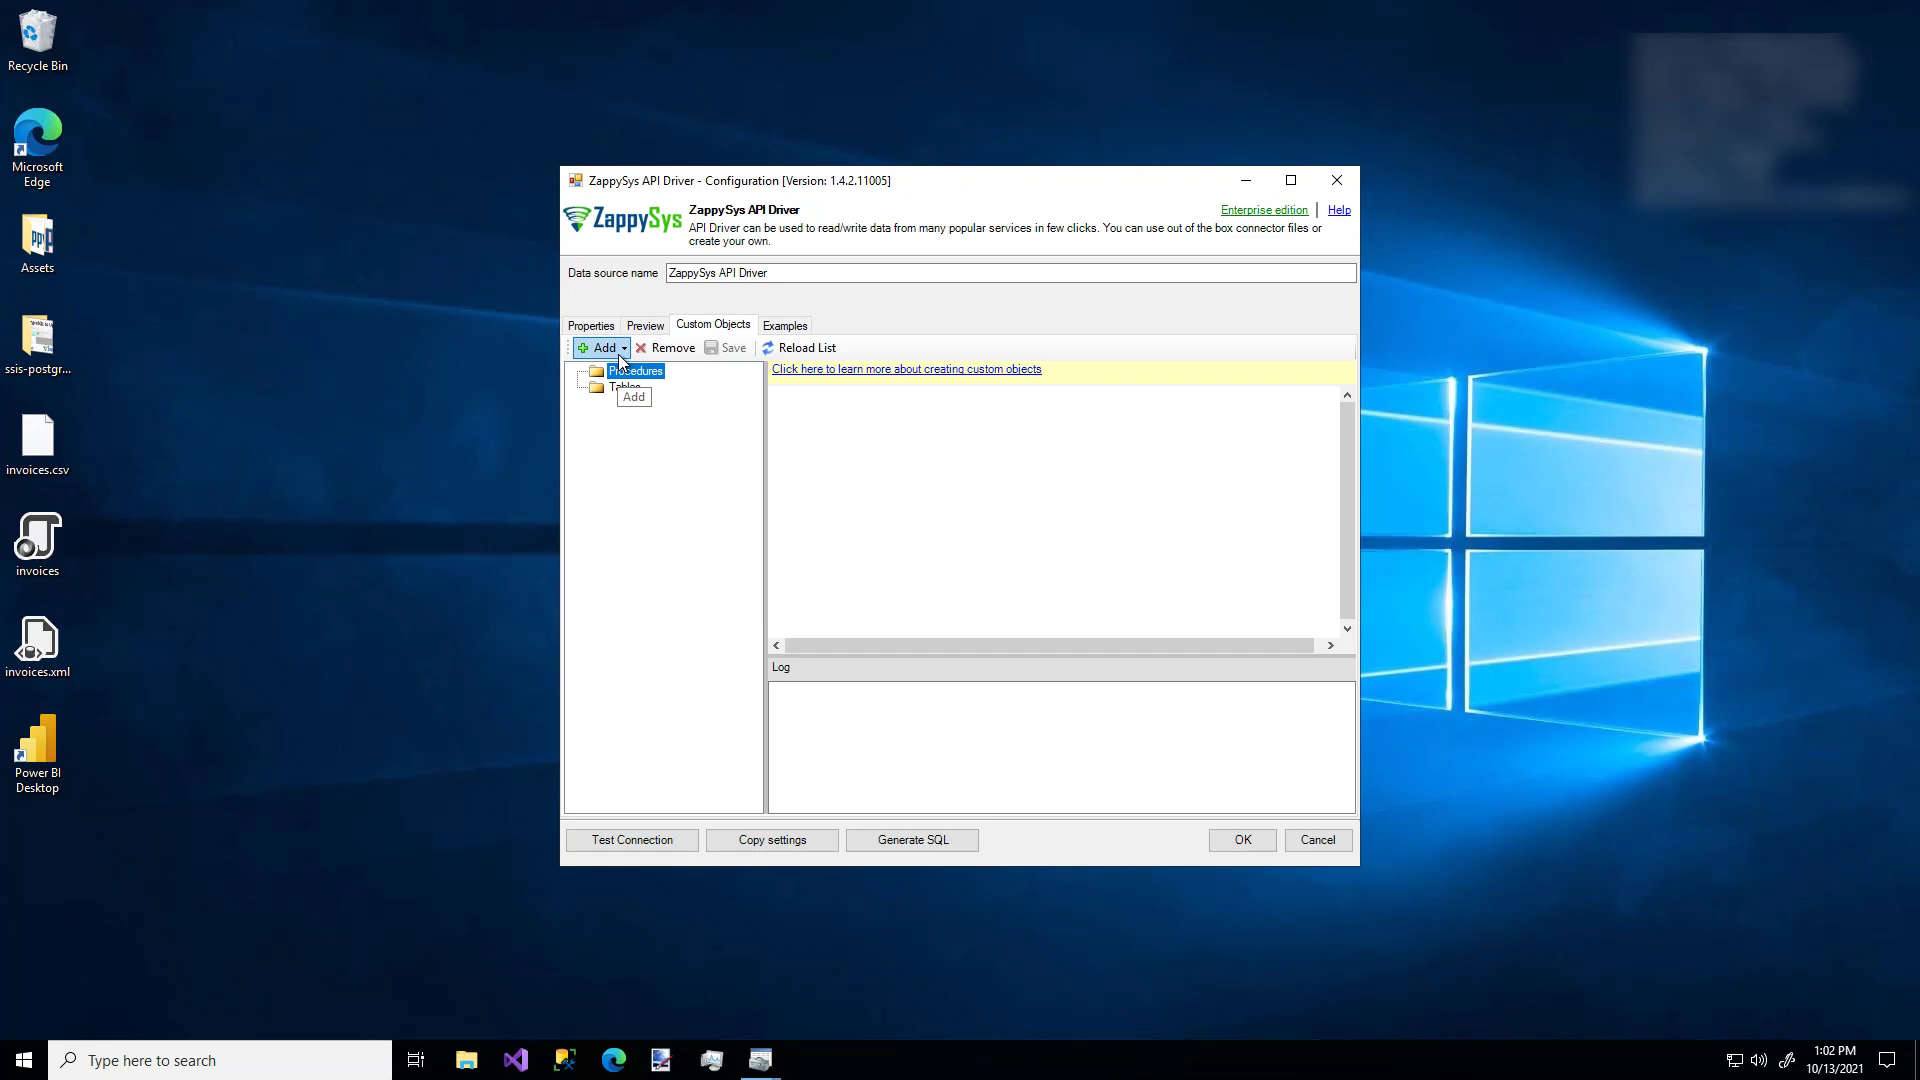 Recycle Bin
Microsoft
Edge
Assets
ssis-postgr...
invoices.csv
invoices
invoices.xml
Power BI
Desktop
ZappySys API Driver - Configuration [Version: 1.4.2.11005]
ZappySys
ZappySys API Driver
Enterprise edition
Help
API Driver can be used to read/write data from many popular services in few clicks. You can use out of the box connector files or
create your own.
Data source name
ZappySys API Driver
Properties
Preview
Custom Objects
Examples
Add
Remove
Save
Reload List
Procedures
Tables
Add
Click here to learn more about creating custom objects
Log
Test Connection
Copy settings
Generate SQL
OK
Cancel
Type here to search
1:02 PM
10/13/2021